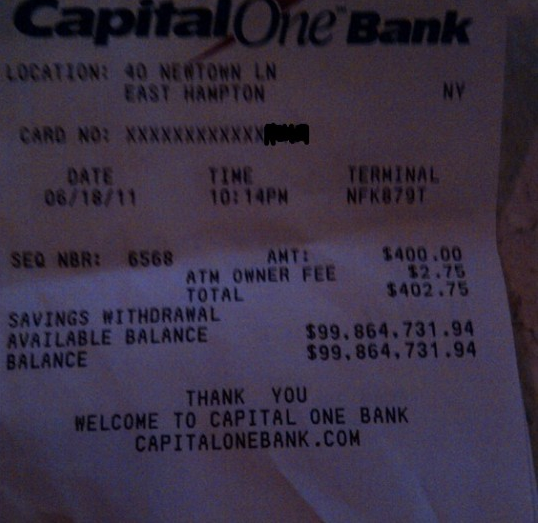 CapitalOne™ Bank
LOCATION: 40 NEWTOWN LN
EAST HAMPTON NY
CARD NO: XXXXXXXXXXXX
DATE TIME TERMINAL
06/18/11 10:14PM NFK879T
SEQ NBR: 6568 AMT: $400.00
ATM OWNER FEE $2.75
TOTAL $402.75
SAVINGS WITHDRAWAL
AVAILABLE BALANCE $99,864,731.94
BALANCE $99,864,731.94
THANK YOU
WELCOME TO CAPITAL ONE BANK
CAPITALONEBANK.COM